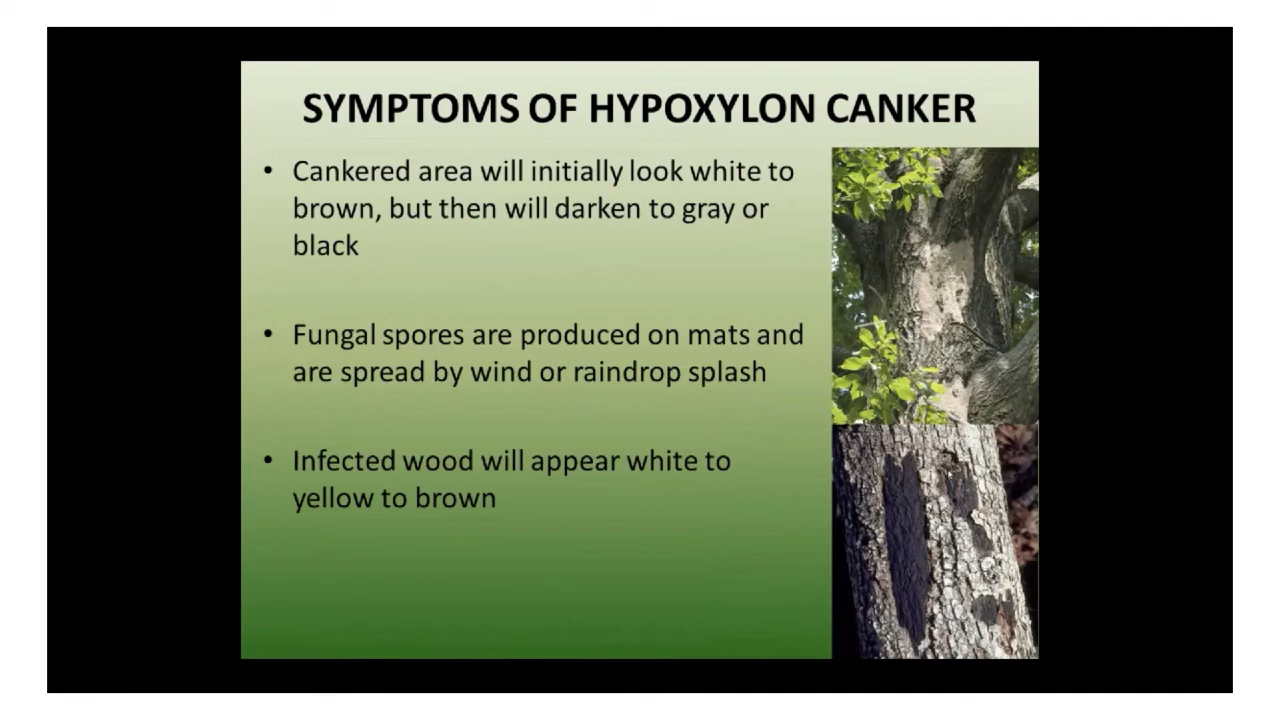 SYMPTOMS OF HYPOXYLON CANKER
• Cankered area will initially look white to
brown, but then will darken to gray or
black
• Fungal spores are produced on mats and
are spread by wind or raindrop splash
• Infected wood will appear white to
yellow to brown